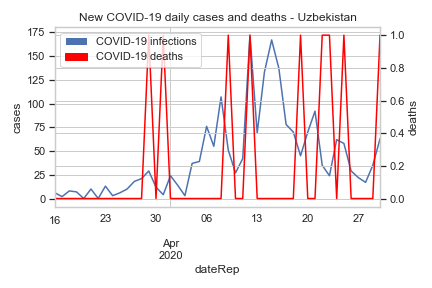 New COVID-19 daily cases and deaths - Uzbekistan
COVID-19 infections
COVID-19 deaths
cases
175
150
125
100
75
50
25
0
deaths
1.0
0.8
0.6
0.4
0.2
0.0
16 23 30 06 13 20 27
Apr
2020
dateRep